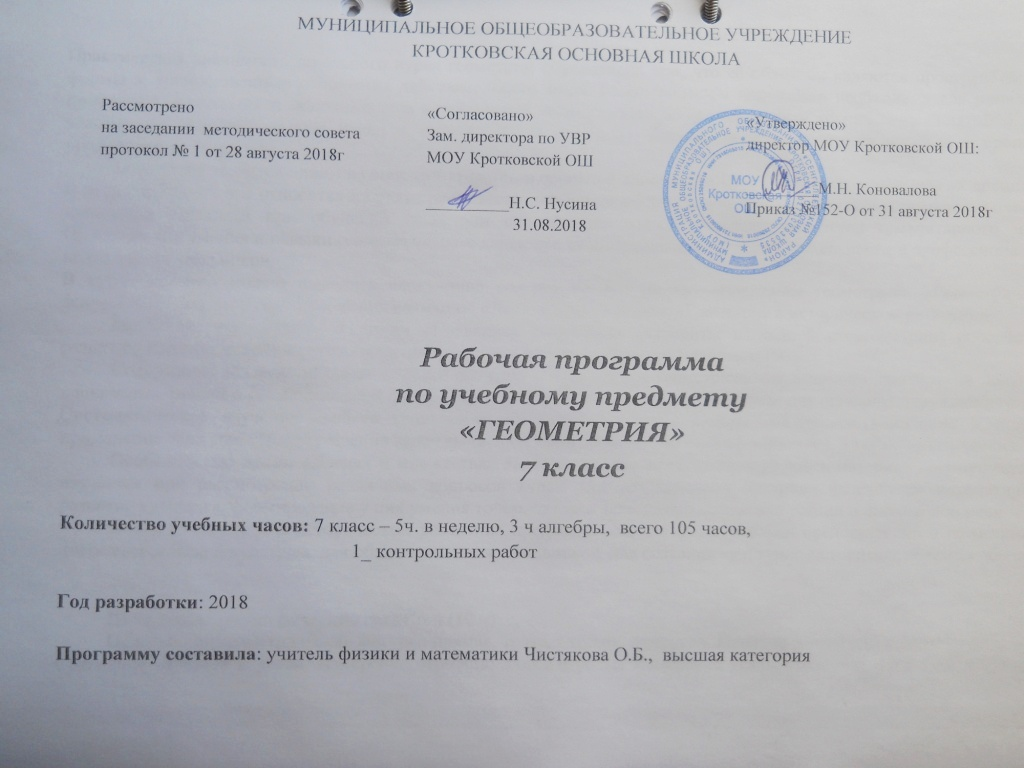 МУНИЦИПАЛЬНОЕ ОБЩЕОБРАЗОВАТЕЛЬНОЕ УЧРЕЖДЕНИЕ
КРОТКОВСКАЯ ОСНОВНАЯ ШКОЛА
Рассмотрено
на заседании методического совета
протокол № 1 от 28 августа 2018г
«Согласовано»
Зам. директора по УВР
МОУ Кротковской ОШ
__________Н.С. Нусина
31.08.2018
«Утверждено»
директор МОУ Кротковской ОШ:
М.Н. Коновалова
Приказ №152-О от 31 августа 2018г
МОУ
Кротковская
ОШ
Рабочая программа
по учебному предмету
«ГЕОМЕТРИЯ»
7 класс
Количество учебных часов: 7 класс – 5ч. в неделю, 3 ч алгебры, всего 105 часов,
1_ контрольных работ
Год разработки: 2018
Программу составила: учитель физики и математики Чистякова О.Б., высшая категория